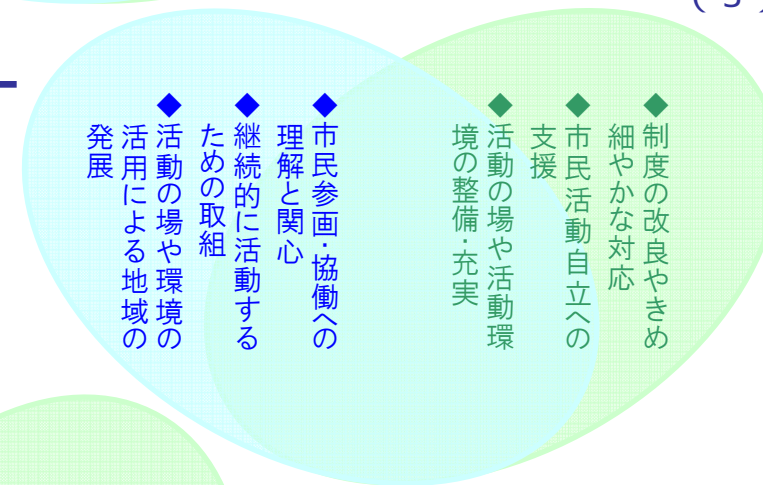 (3)
◆制度の改良やきめ
細やかな対応
◆市民活動自立への
支援
◆活動の場や活動環
境の整備・充実
◆市民参画・協働への
理解と関心
◆継続的に活動する
ための取組
◆活動の場や環境の
活用による地域の
発展